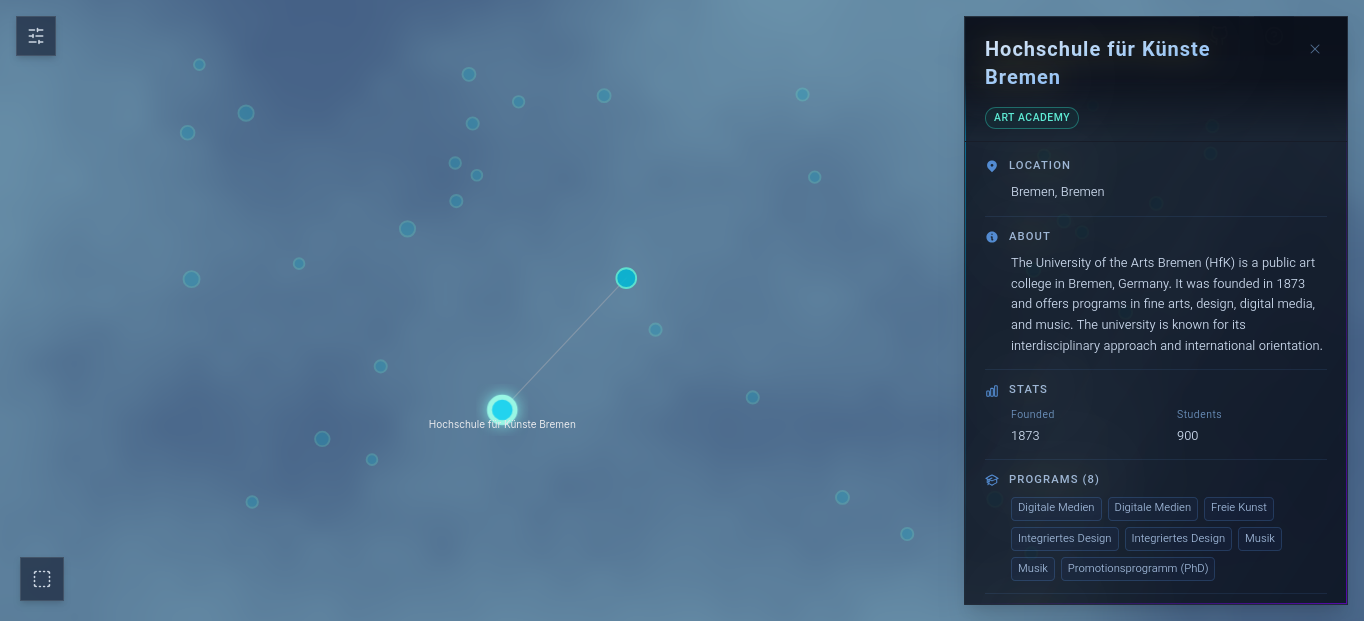 Hochschule für Künste
Bremen
ART ACADEMY
LOCATION
Bremen, Bremen
ABOUT
The University of the Arts Bremen (HfK) is a public art
college in Bremen, Germany. It was founded in 1873
and offers programs in fine arts, design, digital media,
and music. The university is known for its
interdisciplinary approach and international orientation.
STATS
Founded Students
1873 900
PROGRAMS (8)
Digitale Medien Digitale Medien Freie Kunst
Integriertes Design Integriertes Design Musik
Musik Promotionsprogramm (PhD)
Hochschule für Künste Bremen